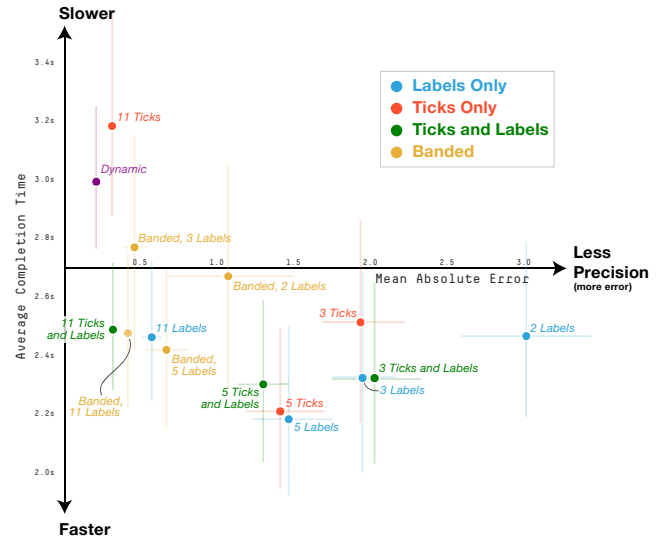 Slower
3.4s
Labels Only
Ticks Only
Ticks and Labels
Banded
3.2s
11 Ticks
3.0s
Dynamic
2.8s
Banded, 3 Labels
Average Completion Time
0.5
1.0
1.5
2.0
3.0
Mean Absolute Error
Less
Precision
(more error)
Banded, 2 Labels
2.6s
11 Ticks
and Labels
11 Labels
3 Ticks
2 Labels
2.4s
Banded,
5 Labels
Banded,
11 Labels
5 Ticks
and Labels
3 Ticks and Labels
3 Labels
5 Ticks
2.2s
5 Labels
2.0s
Faster